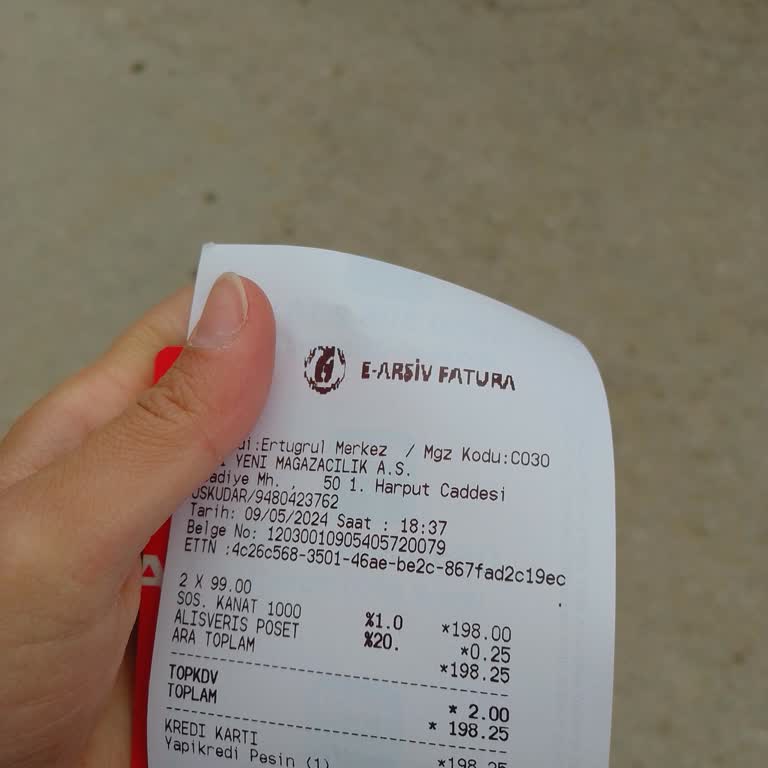 E-ARŞİV FATURA
di:Ertugrul Merkez / Mgz Kodu:C030
YENI MAGAZACILIK A.S.
adiye Mh. , 50 1. Harput Caddesi
USKUDAR/9480423762
Tarih: 09/05/2024 Saat : 18:37
Belge No: 12030010905405720079
ETTN :4c26c568-3501-46ae-be2c-867fad2c19ec
2 X 99.00
SOS. KANAT 1000 %1.0 *198.00
ALISVERIS POSET %20. *0.25
ARA TOPLAM *198.25
TOPKDV * 2.00
TOPLAM * 198.25
KREDI KARTI
Yapikredi Pesin (1) *198.25